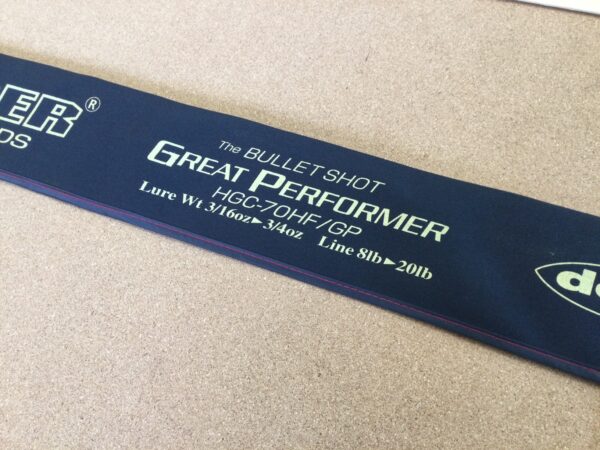 ER®
DS
The BULLET SHOT
GREAT PERFORMER
HGC-70HF/GP
Lure Wt 3/16oz▶3/4oz Line 8lb▶20lb